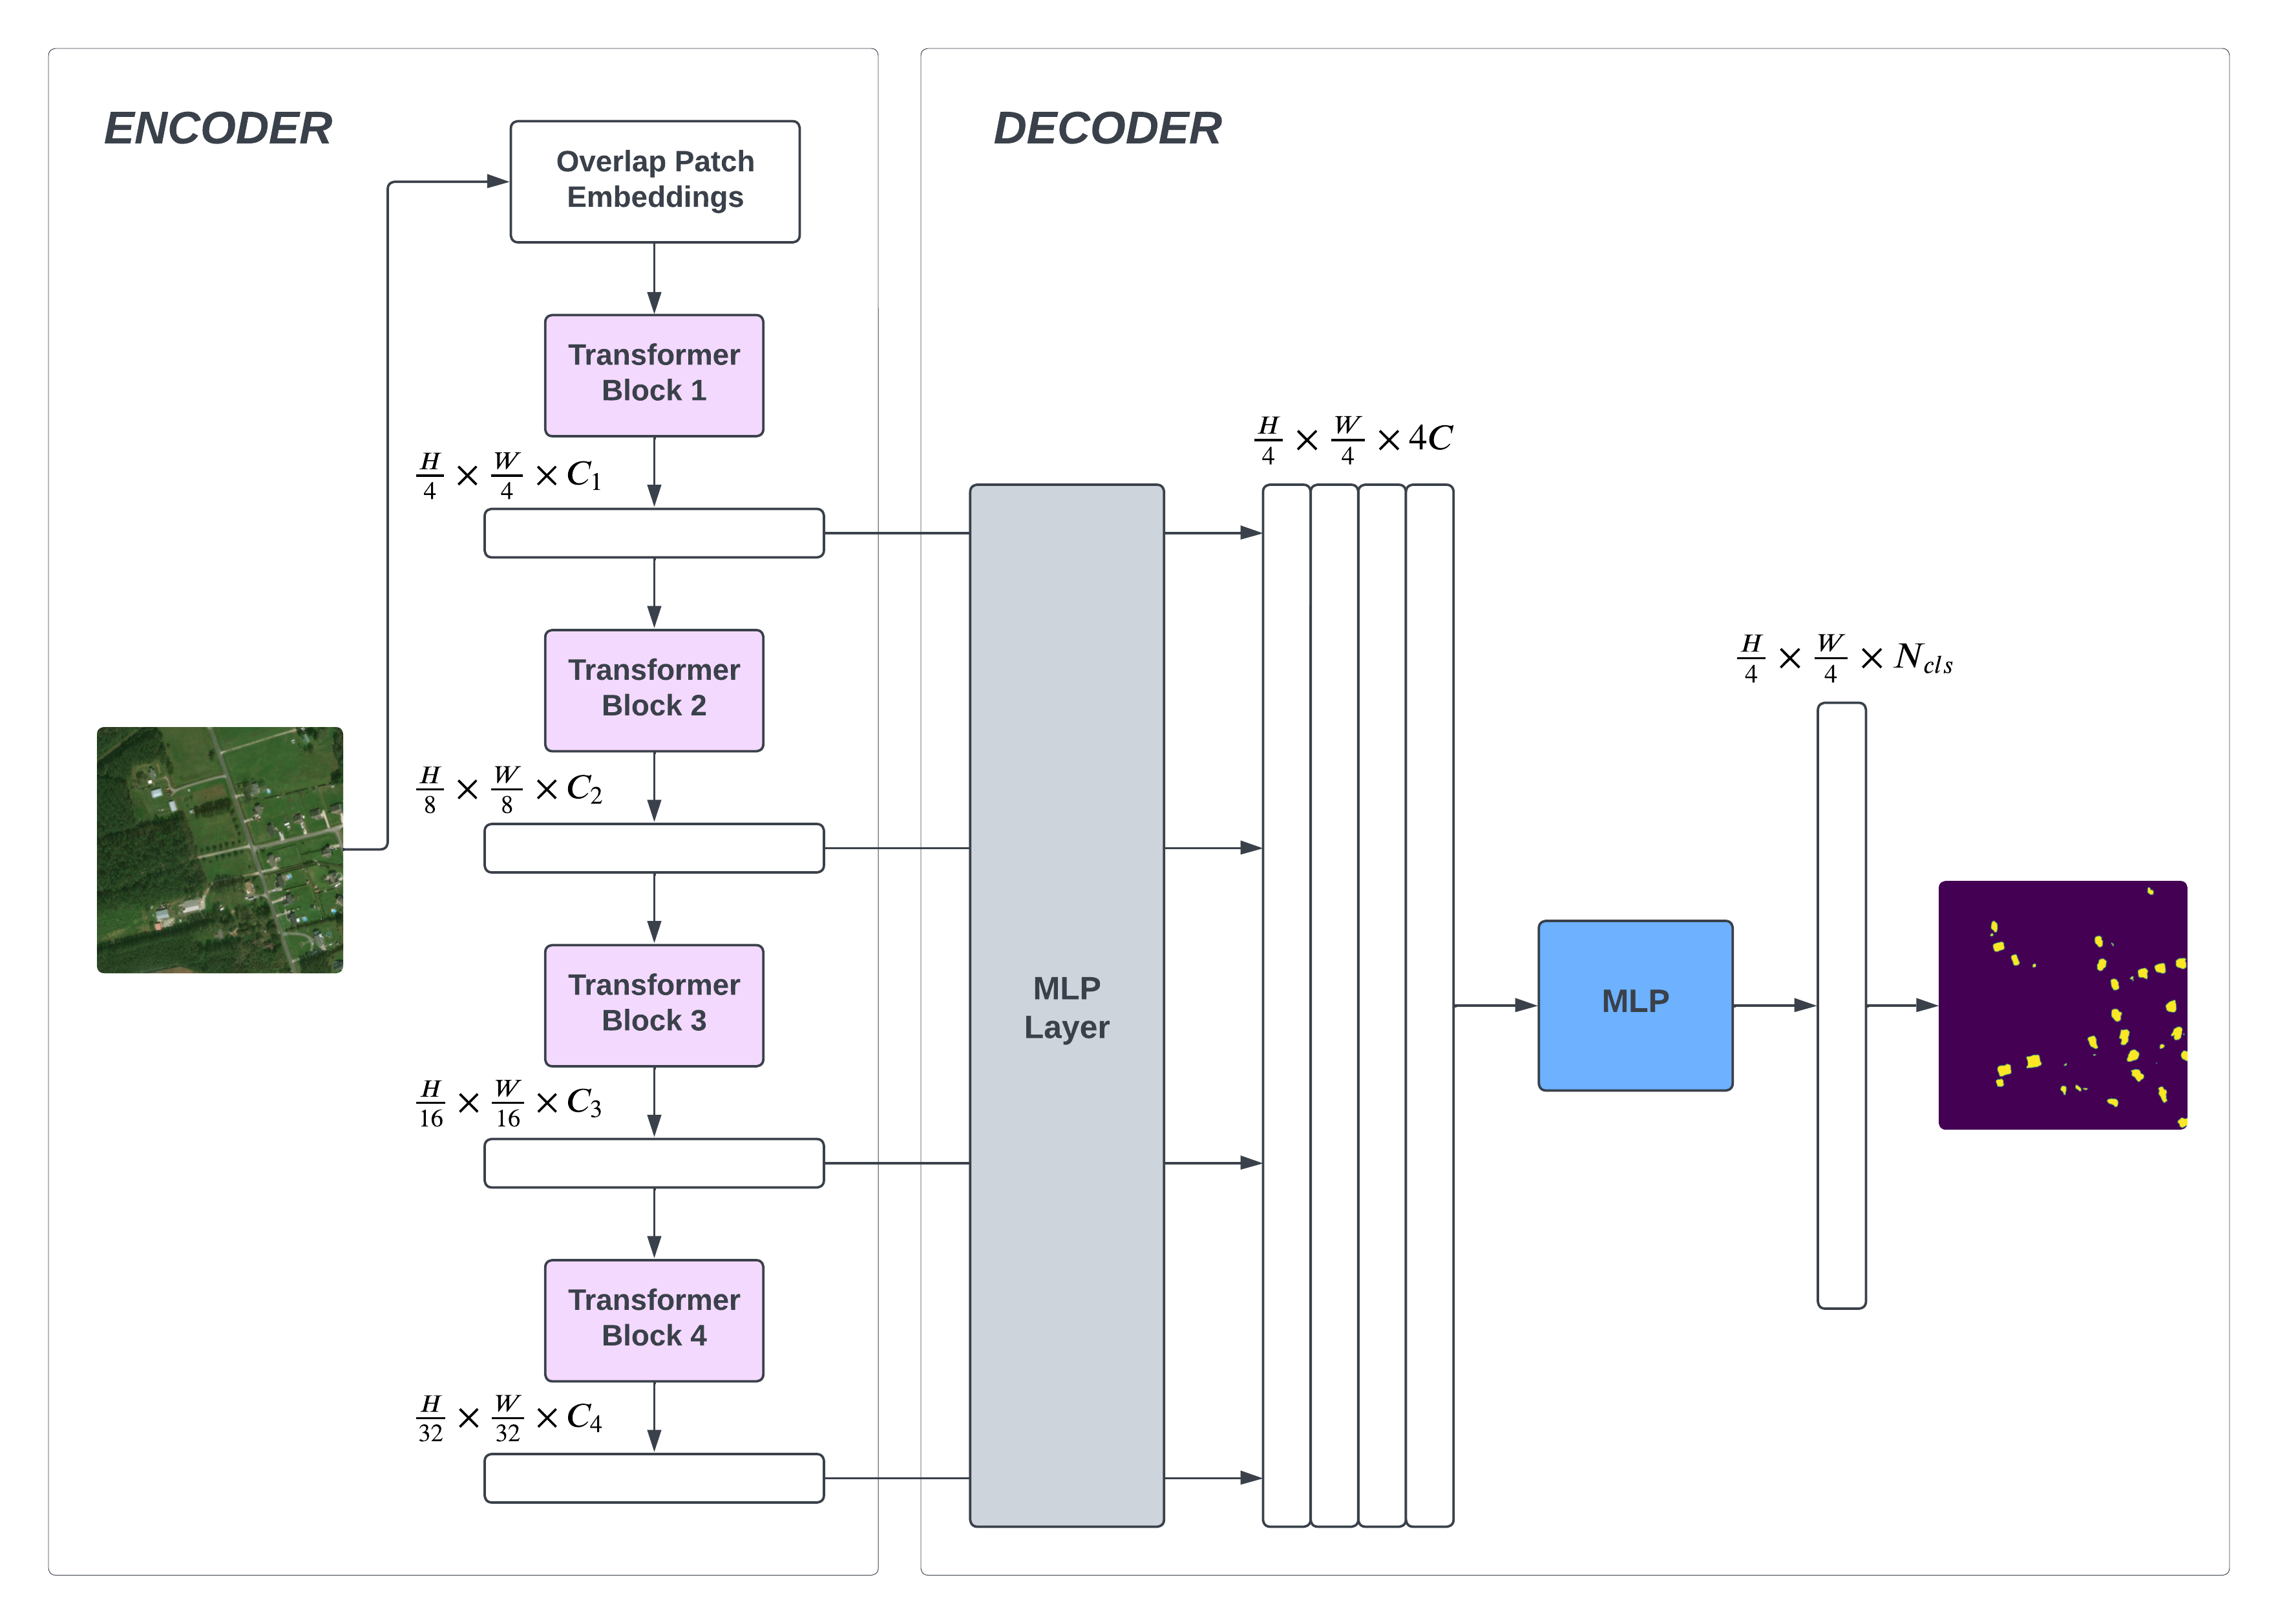 ENCODER
Overlap Patch
Embeddings
Transformer
Block 1
H/4 × W/4 × C₁
Transformer
Block 2
H/8 × W/8 × C₂
Transformer
Block 3
H/16 × W/16 × C₃
Transformer
Block 4
H/32 × W/32 × C₄
DECODER
MLP
Layer
H/4 × W/4 × 4C
MLP
H/4 × W/4 × N_cls